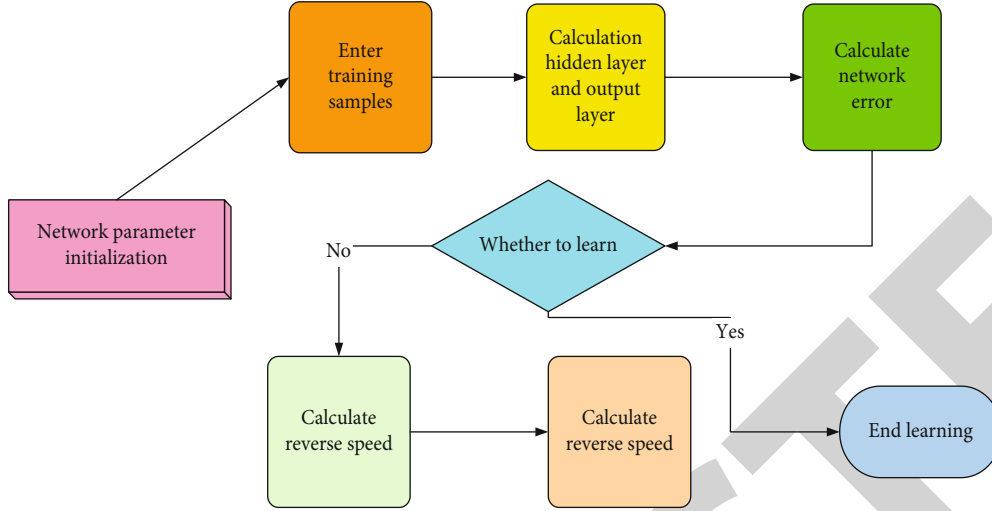 Enter
training
samples
Calculation
hidden layer
and output
layer
Calculate
network
error
Network parameter
initialization
Whether to learn
No
Yes
Calculate
reverse speed
Calculate
reverse speed
End learning